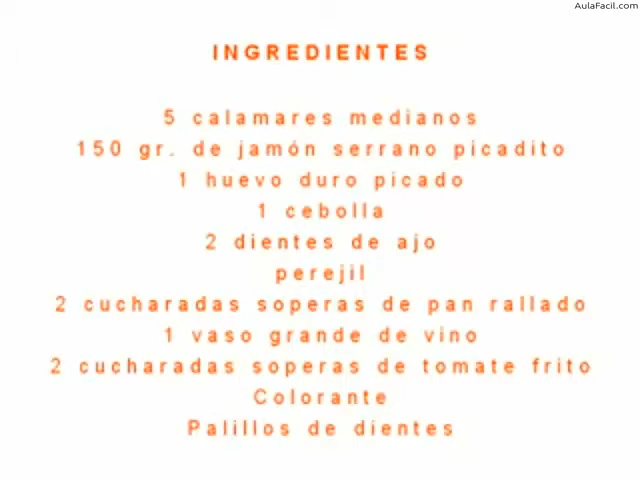 AulaFacil.com
INGREDIENTES
5 calamares medianos
150 gr. de jamón serrano picadito
1 huevo duro picado
1 cebolla
2 dientes de ajo
perejil
2 cucharadas soperas de pan rallado
1 vaso grande de vino
2 cucharadas soperas de tomate frito
Colorante
Palillos de dientes